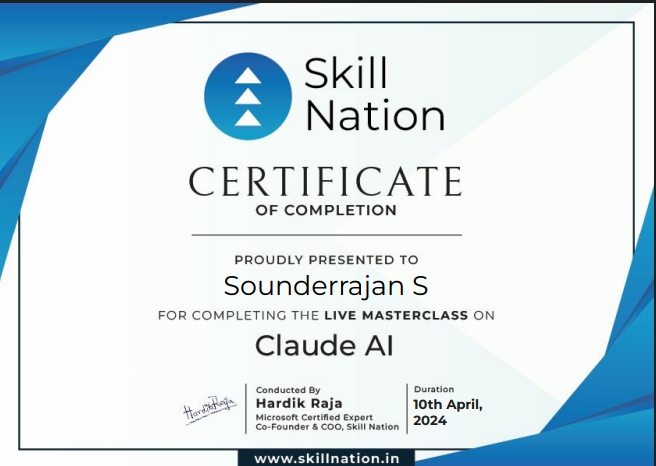 Skill
Nation
CERTIFICATE
OF COMPLETION
PROUDLY PRESENTED TO
Sounderrajan S
FOR COMPLETING THE LIVE MASTERCLASS ON
Claude AI
HardikRaja
Conducted By
Hardik Raja
Microsoft Certified Expert
Co-Founder & COO, Skill Nation
Duration
10th April,
2024
www.skillnation.in